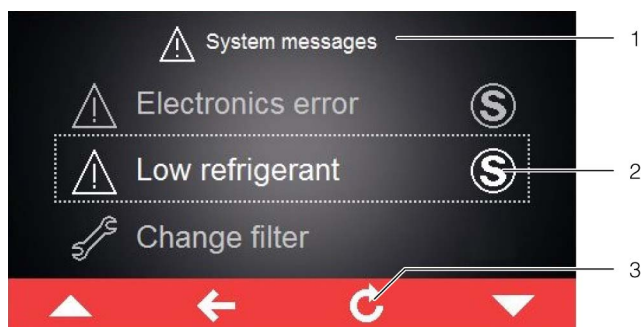 System messages
1
Electronics error
S
Low refrigerant
S
2
Change filter
3